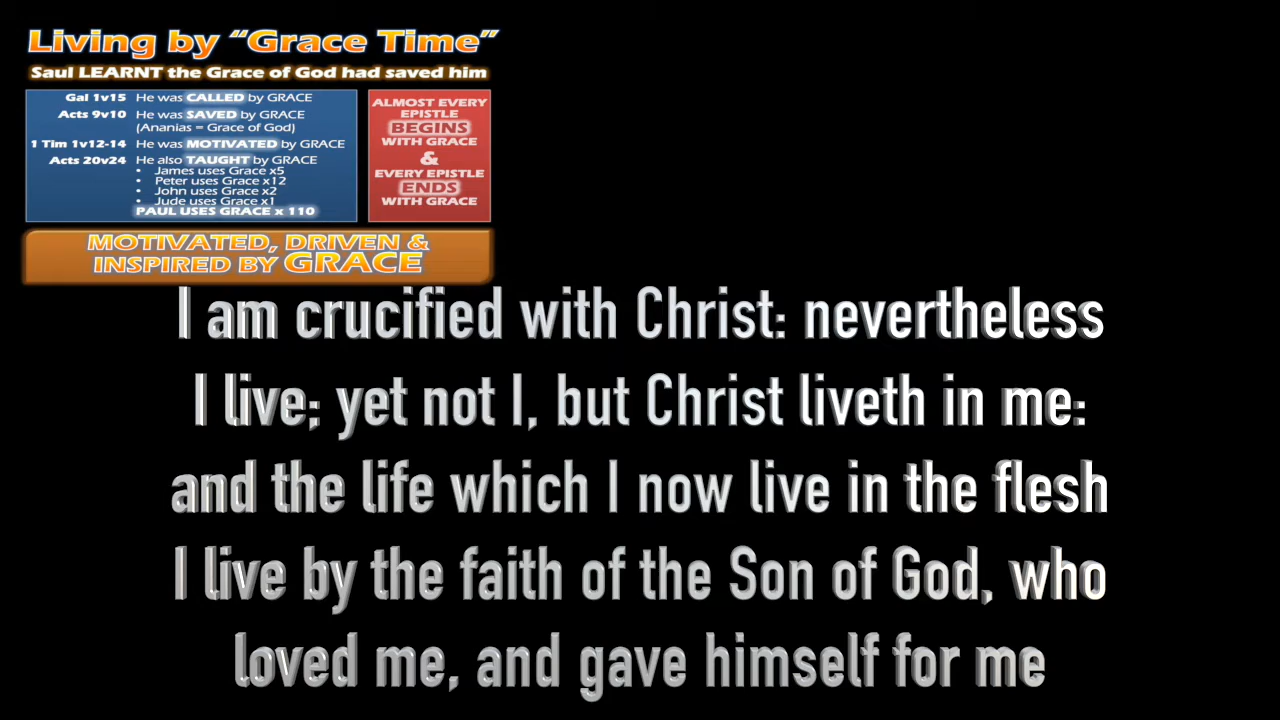 Living by “Grace Time”
Saul LEARNT the Grace of God had saved him
Gal 1v15 He was CALLED by GRACE
Acts 9v10 He was SAVED by GRACE
(Ananias = Grace of God)
1 Tim 1v12-14 He was MOTIVATED by GRACE
Acts 20v24 He also TAUGHT by GRACE
• James uses Grace x5
• Peter uses Grace x12
• John uses Grace x2
• Jude uses Grace x1
PAUL USES GRACE x 110
ALMOST EVERY
EPISTLE
BEGINS
WITH GRACE
&
EVERY EPISTLE
ENDS
WITH GRACE
MOTIVATED, DRIVEN &
INSPIRED BY GRACE
I am crucified with Christ: nevertheless
I live; yet not I, but Christ liveth in me:
and the life which I now live in the flesh
I live by the faith of the Son of God, who
loved me, and gave himself for me